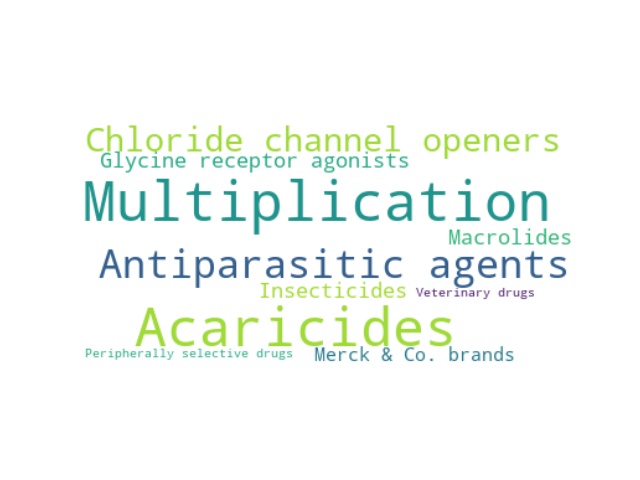 Chloride channel openers
Glycine receptor agonists
Multiplication
Macrolides
Antiparasitic agents
Insecticides
Veterinary drugs
Acaricides
Peripherally selective drugs
Merck & Co. brands